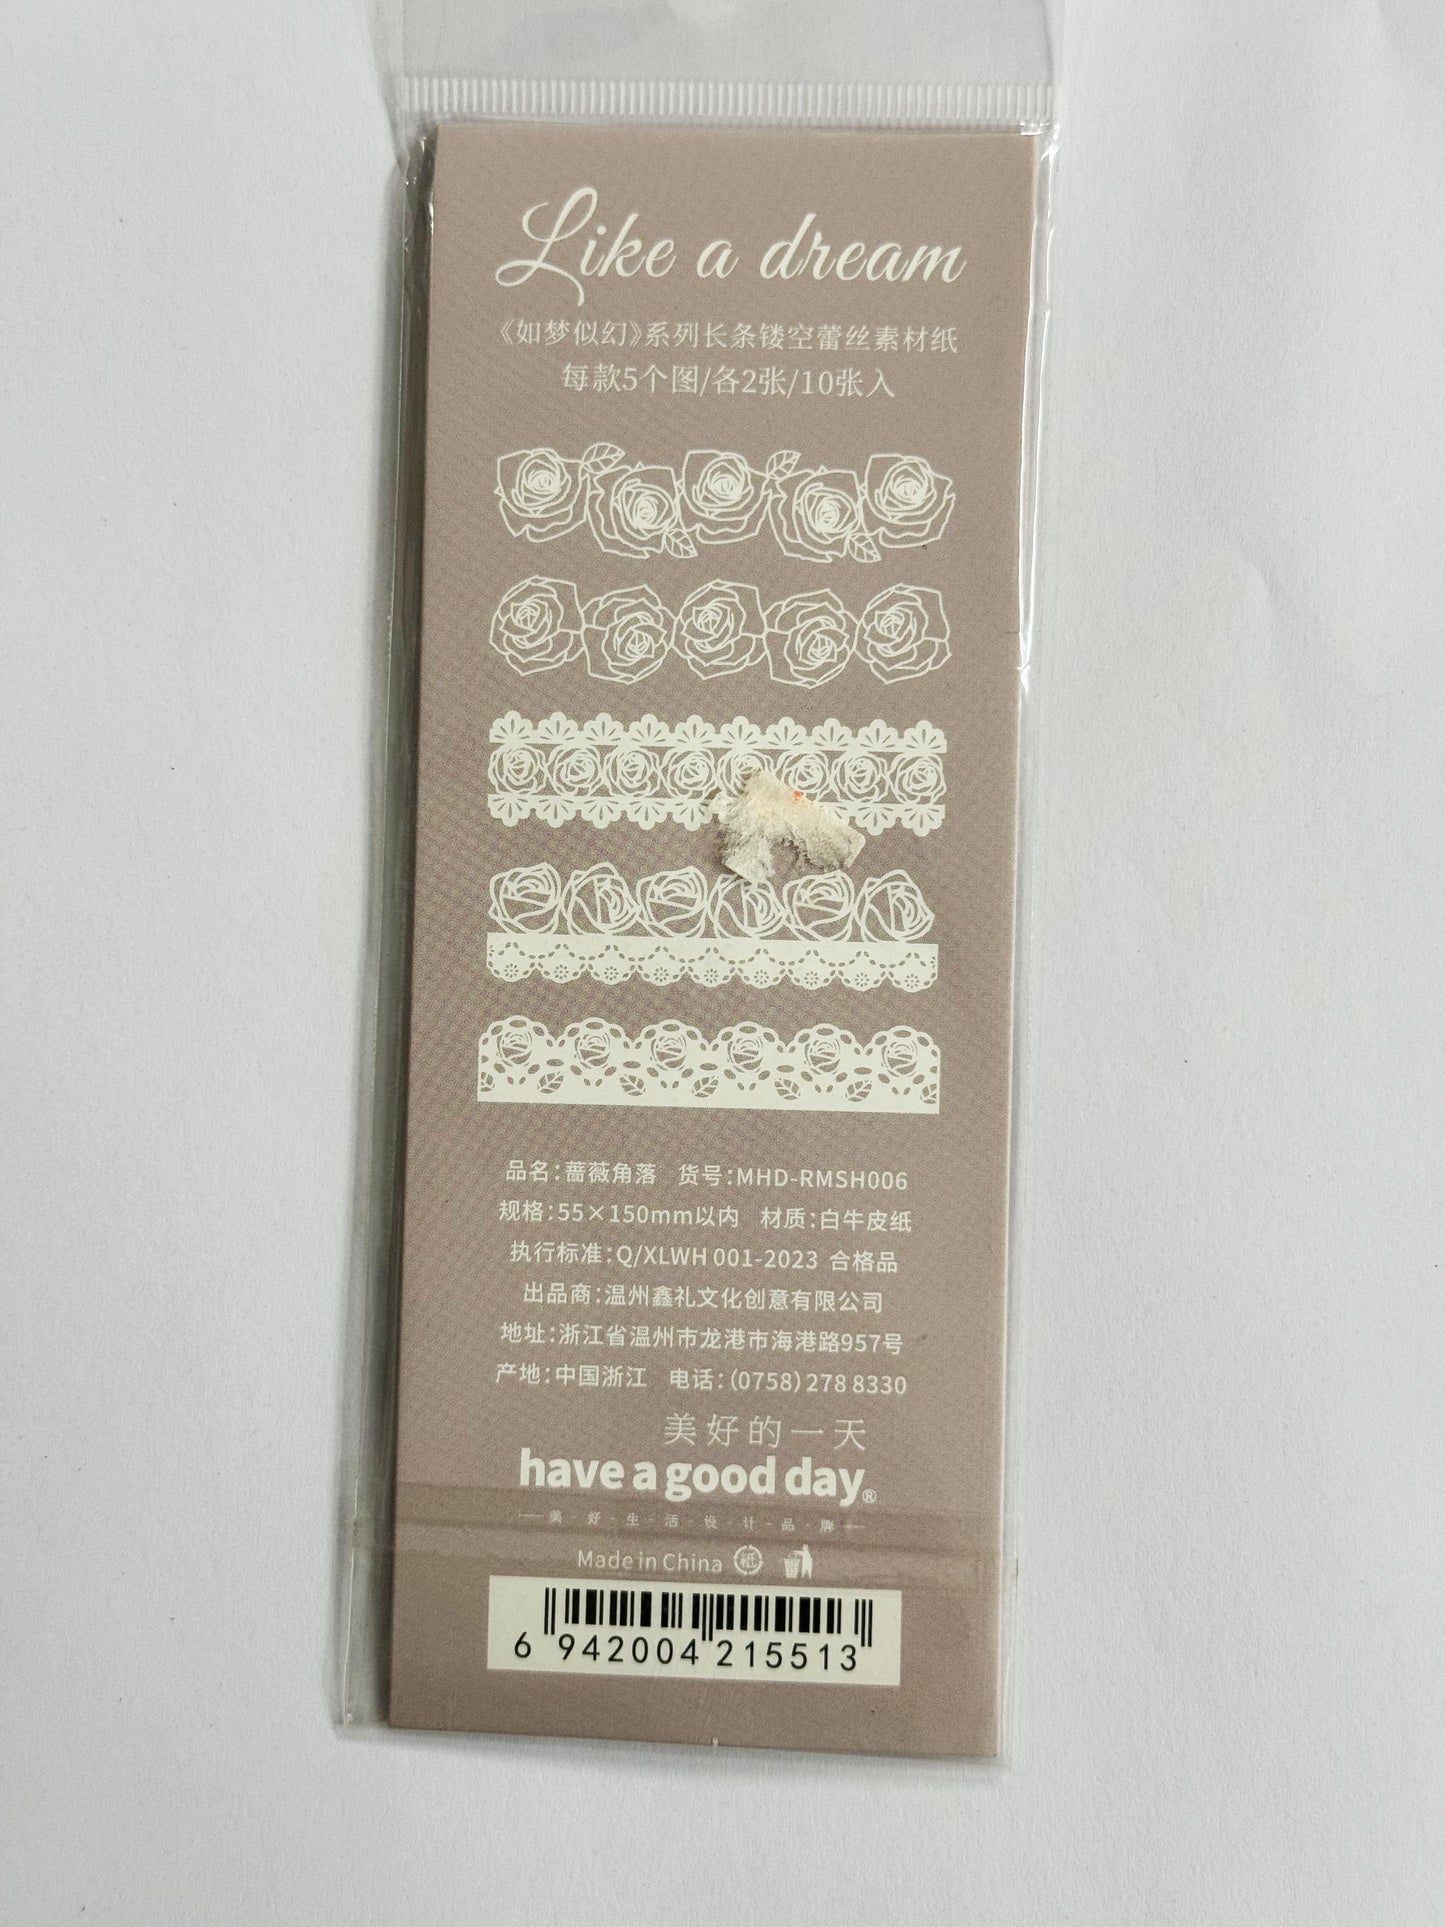 Like a dream
《如梦似幻》系列长条镂空蕾丝素材纸
每款5个图/各2张/10张入
品名：蔷薇角落 货号：MHD-RMSH006
规格：55×150mm以内 材质：白牛皮纸
执行标准：Q/XLWH 001-2023 合格品
出品商：温州鑫礼文化创意有限公司
地址：浙江省温州市龙港市海港路957号
产地：中国浙江 电话：(0758) 278 8330
美好的一天
have a good day®
美-好-生-活-设-计-品-牌
Made in China 紙
6 942004 215513